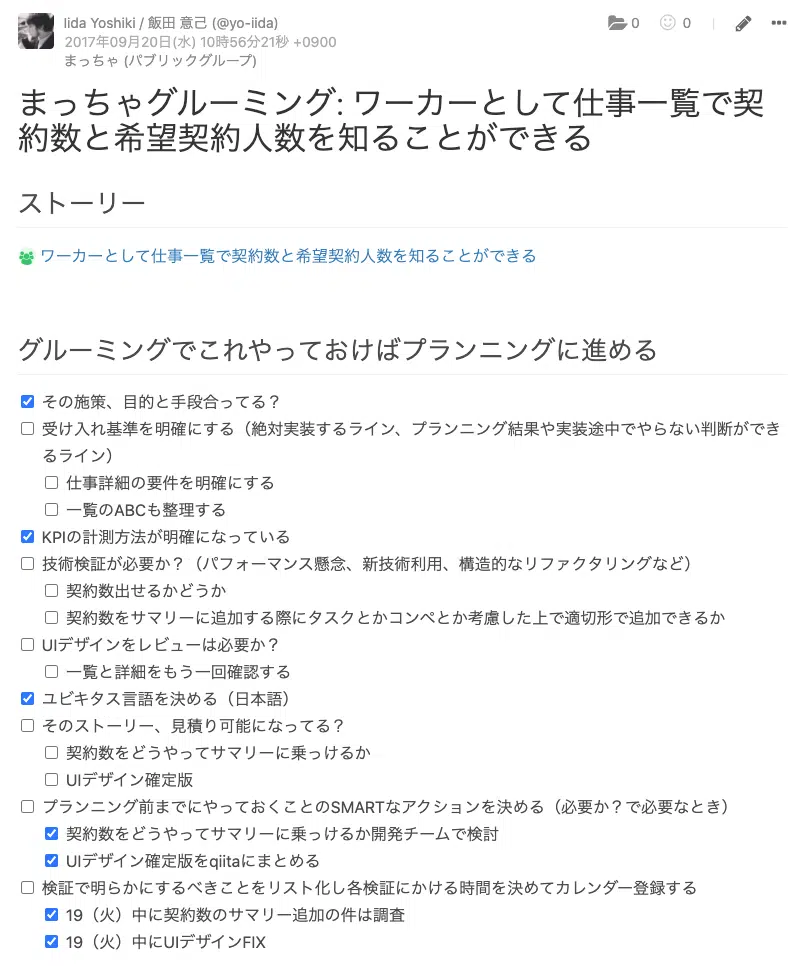 Iida Yoshiki / 飯田 意己 (@yo-iida)
0
0
2017年09月20日(水) 10時56分21秒 +0900
まっちゃ (パブリックグループ)
まっちゃグルーミング: ワーカーとして仕事一覧で契
約数と希望契約人数を知ることができる
ストーリー
ワーカーとして仕事一覧で契約数と希望契約人数を知ることができる
グルーミングでこれやっておけばプランニングに進める
その施策、目的と手段合ってる？
受け入れ基準を明確にする（絶対実装するライン、プランニング結果や実装途中でやらない判断ができ
るライン）
仕事詳細の要件を明確にする
一覧のABCも整理する
KPIの計測方法が明確になっている
技術検証が必要か？（パフォーマンス懸念、新技術利用、構造的なリファクタリングなど）
契約数出せるかどうか
契約数をサマリーに追加する際にタスクとかコンペとか考慮した上で適切形で追加できるか
UIデザインをレビューは必要か？
一覧と詳細をもう一回確認する
ユビキタス言語を決める（日本語）
そのストーリー、見積り可能になってる？
契約数をどうやってサマリーに乗っけるか
UIデザイン確定版
プランニング前までにやっておくことのSMARTなアクションを決める（必要か？で必要なとき）
契約数をどうやってサマリーに乗っけるか開発チームで検討
UIデザイン確定版をqiitaにまとめる
検証で明らかにするべきことをリスト化し各検証にかける時間を決めてカレンダー登録する
19（火）中に契約数のサマリー追加の件は調査
19（火）中にUIデザインFIX